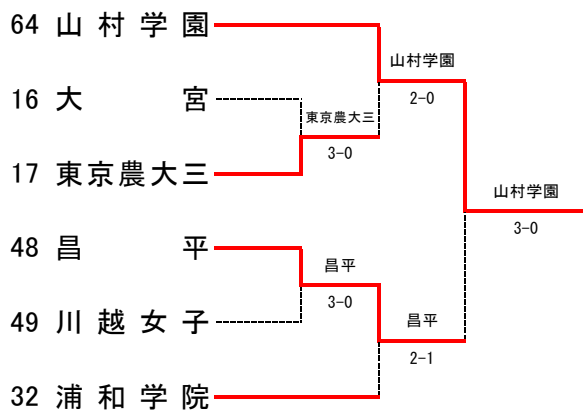 64 山村学園
山村学園
16 大宮
2-0
東京農大三
3-0
17 東京農大三
山村学園
3-0
48 昌平
昌平
3-0
49 川越女子
昌平
2-1
32 浦和学院